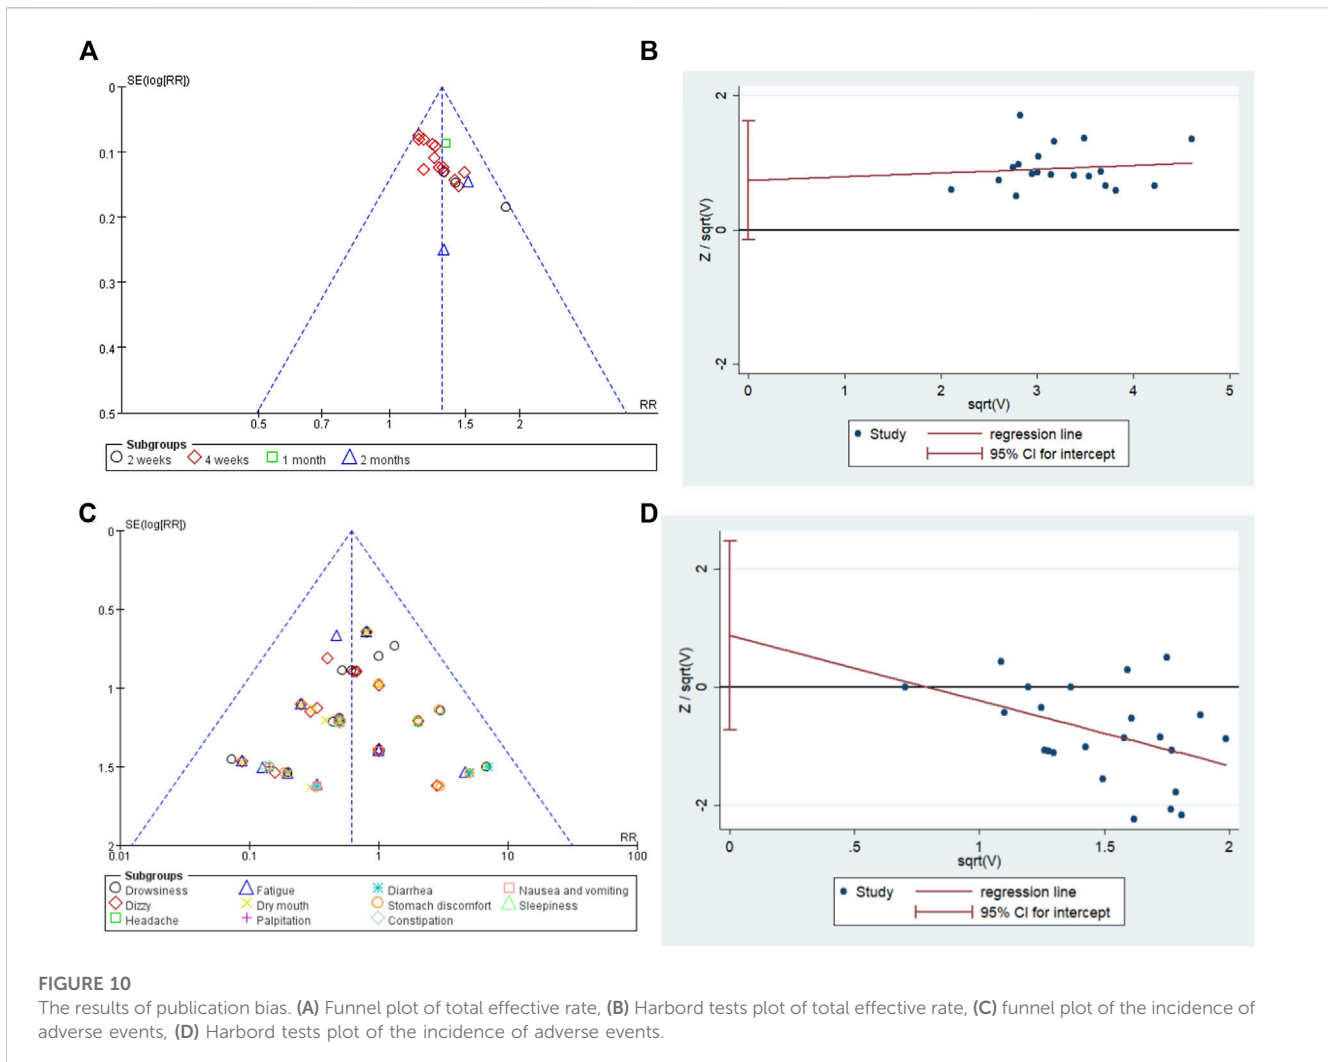 A
SE(log[RR])
0
0.1
0.2
0.3
0.4
0.5
0.5
0.7
1
1.5
2
RR
Subgroups
2 weeks
4 weeks
1 month
2 months
B
2
0
-2
Z / sqrt(V)
0
1
2
3
4
5
sqrt(V)
Study
regression line
95% CI for intercept
C
SE(log[RR])
0
0.5
1
1.5
2
0.01
0.1
1
10
100
RR
Subgroups
Drowsiness
Fatigue
Diarrhea
Nausea and vomiting
Dizzy
Dry mouth
Stomach discomfort
Sleepiness
Headache
Palpitation
Constipation
D
2
0
-2
Z / sqrt(V)
0
.5
1
1.5
2
sqrt(V)
Study
regression line
95% CI for intercept
FIGURE 10
The results of publication bias. (A) Funnel plot of total effective rate, (B) Harbord tests plot of total effective rate, (C) funnel plot of the incidence of
adverse events, (D) Harbord tests plot of the incidence of adverse events.